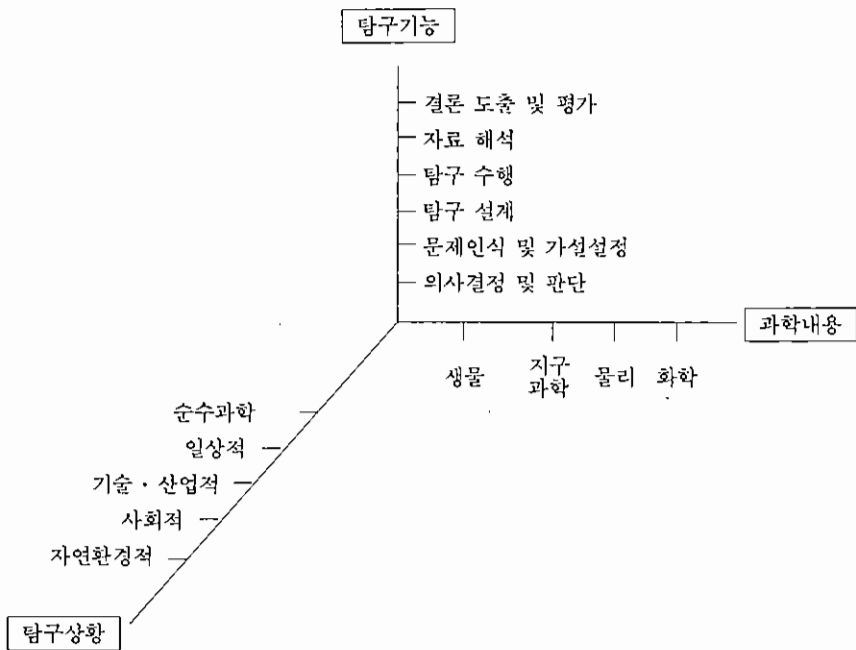 탐구기능
결론 도출 및 평가
자료 해석
탐구 수행
탐구 설계
문제인식 및 가설설정
의사결정 및 판단
과학내용
생물
지구
과학
물리
화학
순수과학
일상적
기술 · 산업적
사회적
자연환경적
탐구상황